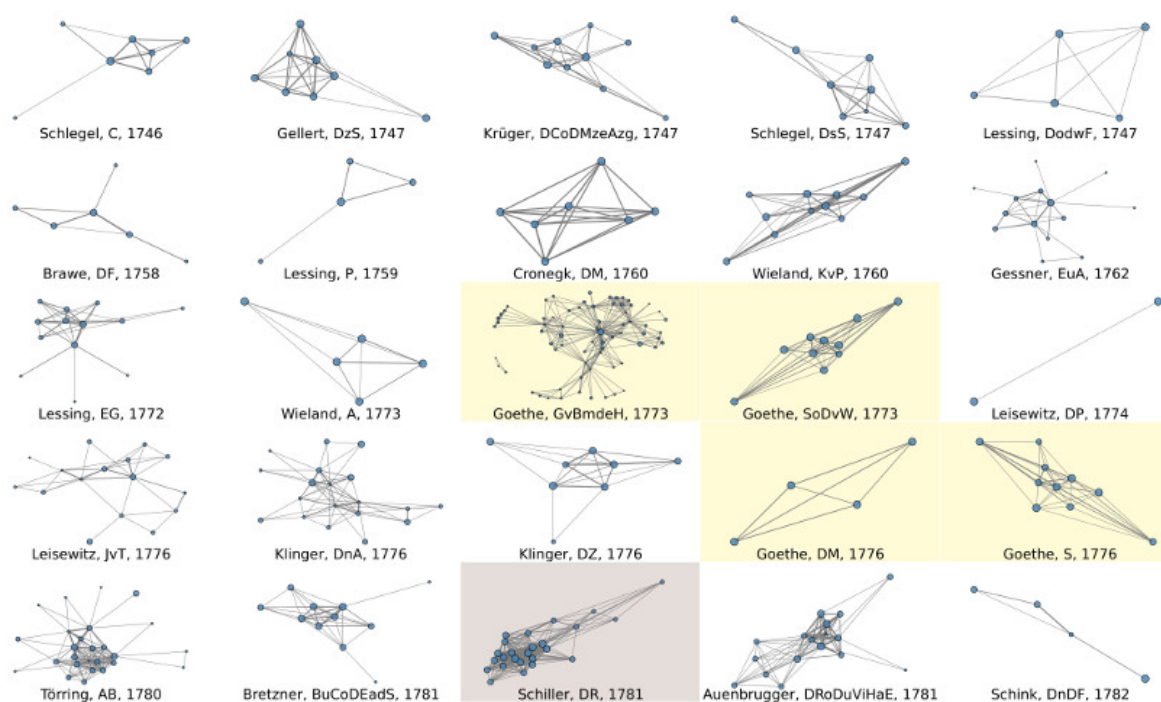 Schlegel, C, 1746
Gellert, DzS, 1747
Krüger, DCoDMzeAzg, 1747
Schlegel, DsS, 1747
Lessing, DodwF, 1747
Brawe, DF, 1758
Lessing, P, 1759
Cronegk, DM, 1760
Wieland, KvP, 1760
Gessner, EuA, 1762
Lessing, EG, 1772
Wieland, A, 1773
Goethe, GvBmdeH, 1773
Goethe, SoDvW, 1773
Leisewitz, DP, 1774
Leisewitz, JvT, 1776
Klinger, DnA, 1776
Klinger, DZ, 1776
Goethe, DM, 1776
Goethe, S, 1776
Törring, AB, 1780
Bretzner, BuCoDEadS, 1781
Schiller, DR, 1781
Auenbrugger, DRoDuViHaE, 1781
Schink, DnDF, 1782